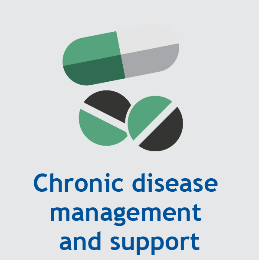 Chronic disease
management
and support